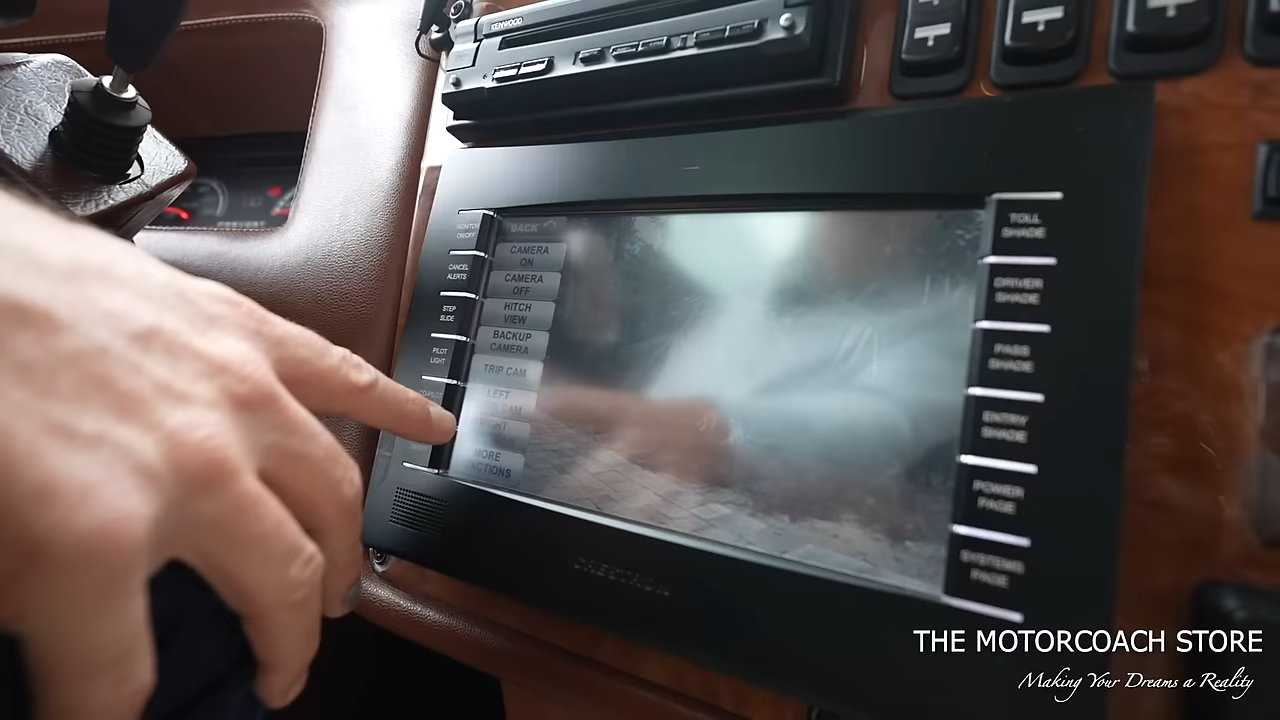 KENWOOD
MONITOR
ON/OFF
CANCEL
ALERTS
STEP
SLIDE
PILOT
LIGHT
BACK
CAMERA
ON
CAMERA
OFF
HITCH
VIEW
BACKUP
CAMERA
TRIP CAM
LEFT
CAM
MORE
TOLL
SHADE
DRIVER
SHADE
PASS
SHADE
ENTRY
SHADE
POWER
PAGE
SYSTEMS
PAGE
CRESTRON
THE MOTORCOACH STORE
Making Your Dreams a Reality